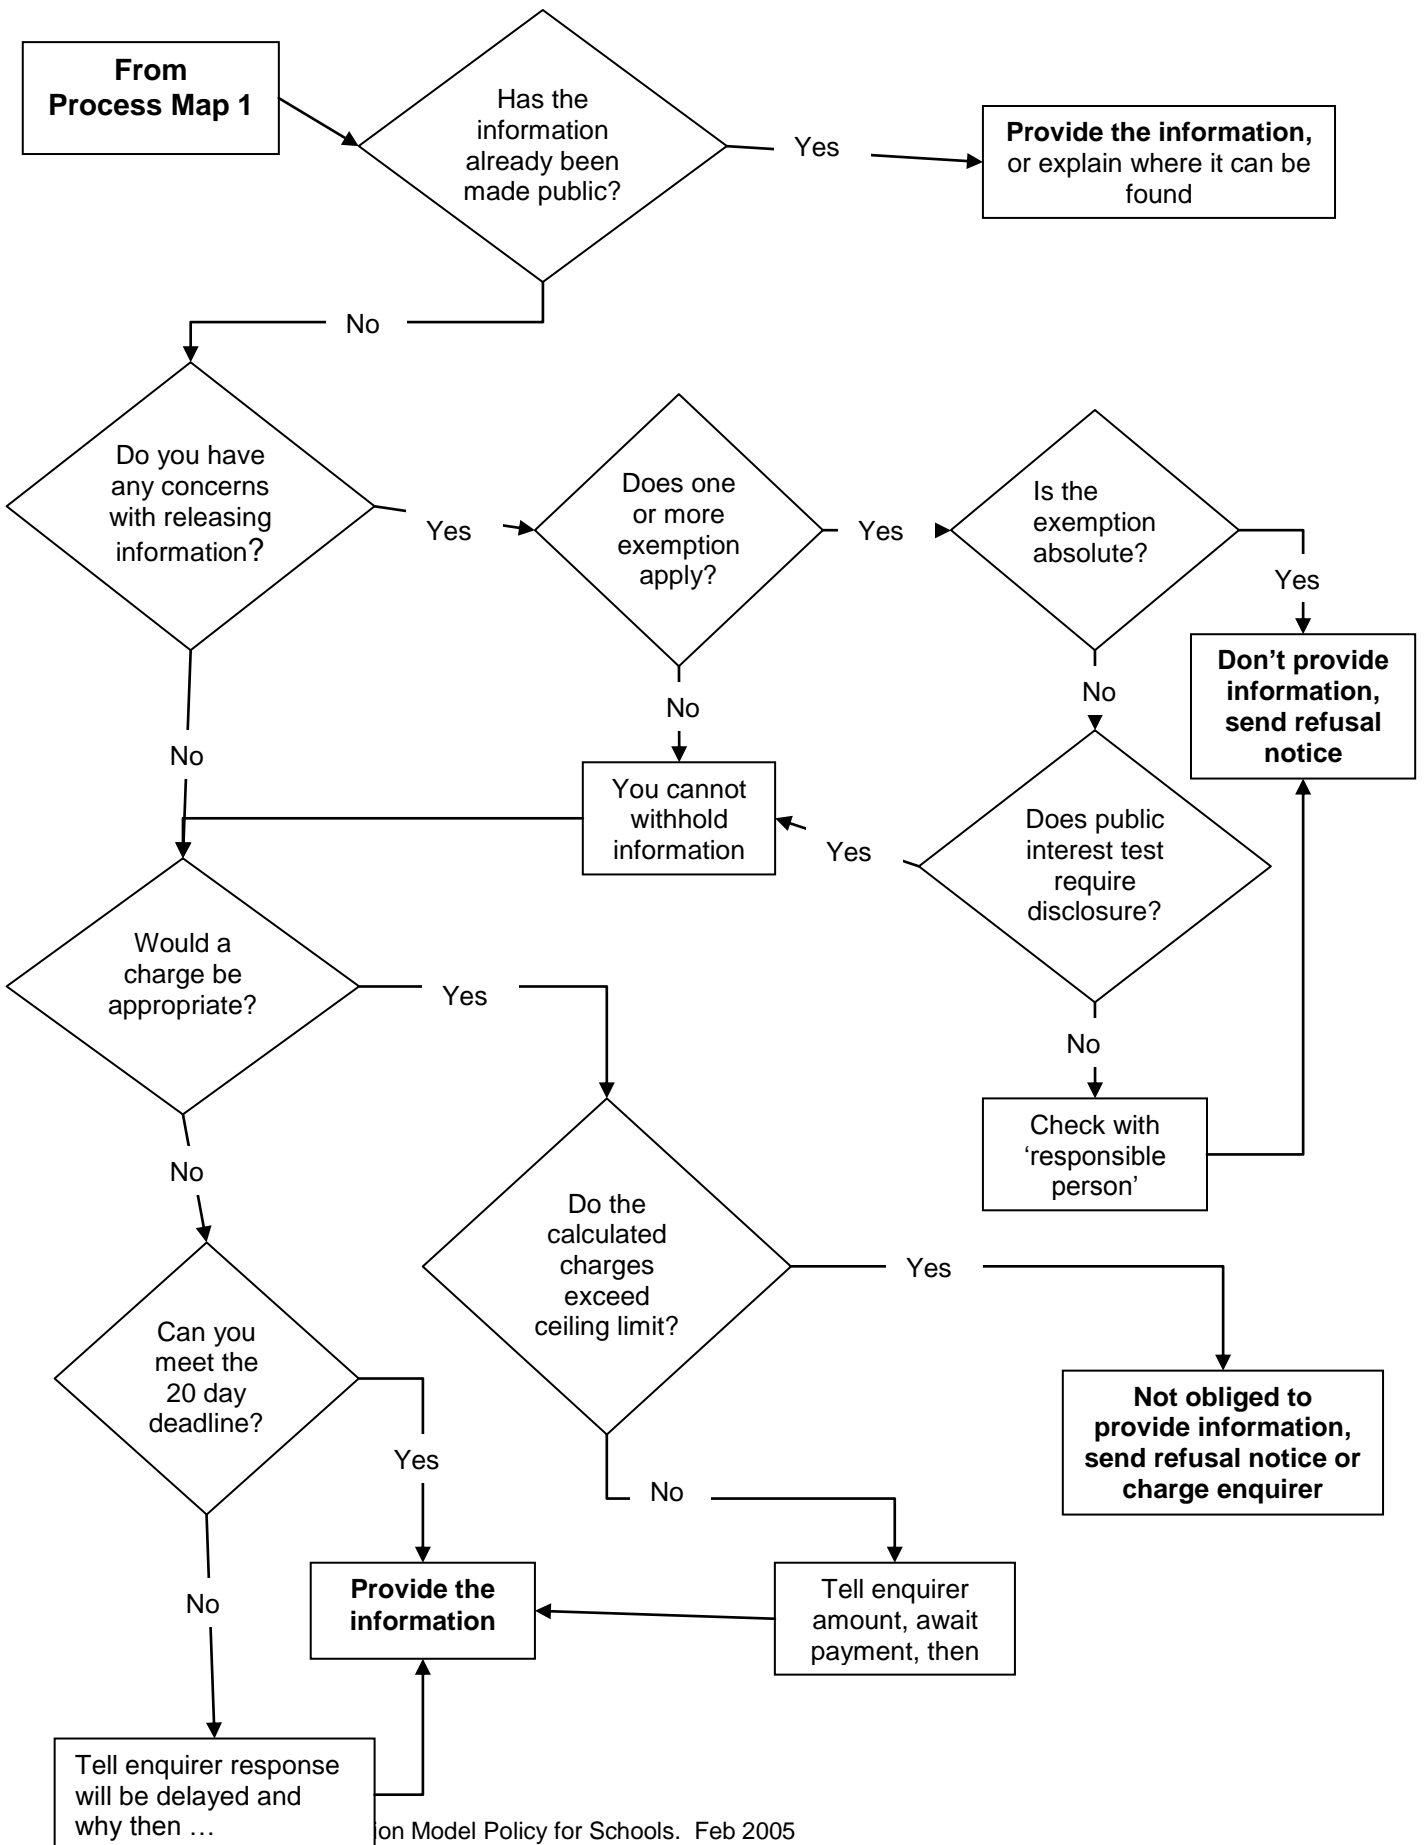 From
Process Map 1
Has the
information
already been
made public?
Yes
Provide the information,
or explain where it can be
found
No
Do you have
any concerns
with releasing
information?
Yes
Does one
or more
exemption
apply?
Yes
Is the
exemption
absolute?
Yes
Don’t provide
information,
send refusal
notice
No
No
No
You cannot
withhold
information
Yes
Does public
interest test
require
disclosure?
Would a
charge be
appropriate?
Yes
No
Check with
‘responsible
person’
No
Do the
calculated
charges
exceed
ceiling limit?
Yes
Can you
meet the
20 day
deadline?
Yes
Not obliged to
provide information,
send refusal notice or
charge enquirer
No
No
Provide the
information
Tell enquirer
amount, await
payment, then
Tell enquirer response
will be delayed and
why then …
ion Model Policy for Schools. Feb 2005